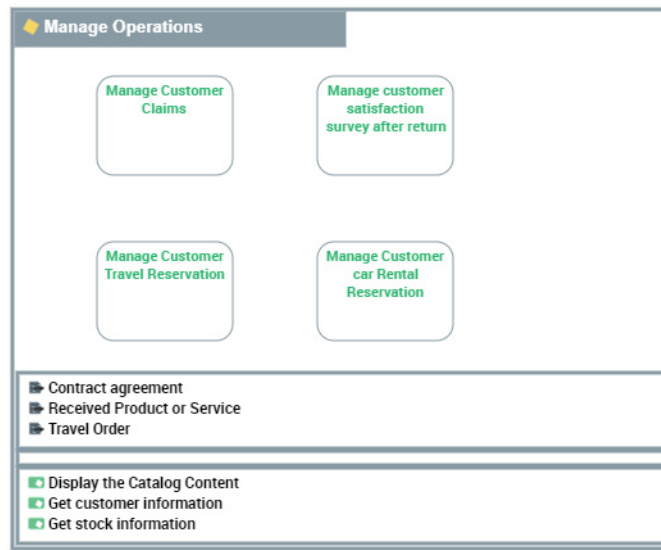 Manage Operations
Manage Customer
Claims
Manage customer
satisfaction
survey after return
Manage Customer
Travel Reservation
Manage Customer
car Rental
Reservation
Contract agreement
Received Product or Service
Travel Order
Display the Catalog Content
Get customer information
Get stock information